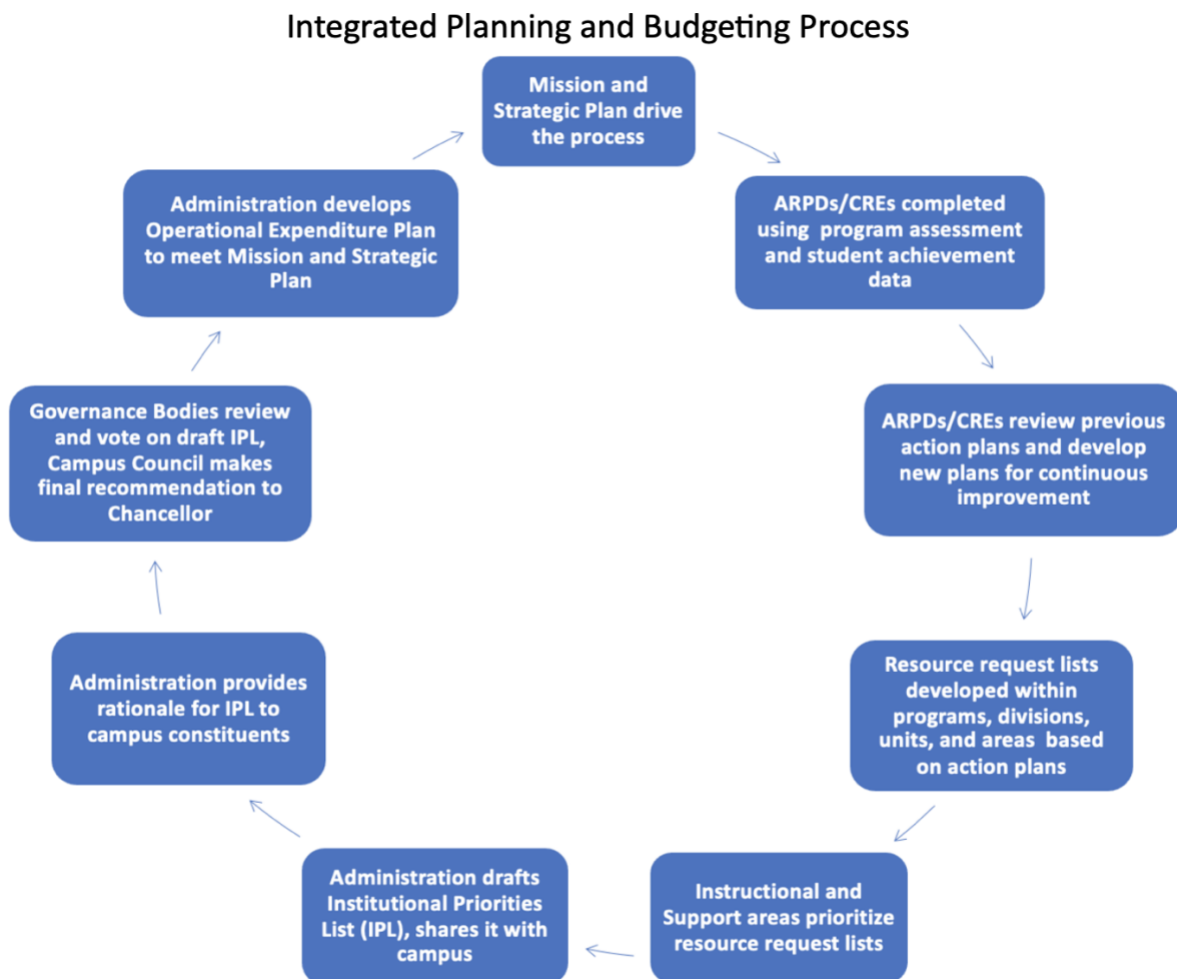 Integrated Planning and Budgeting Process
Mission and
Strategic Plan drive
the process
ARPDs/CREs completed
using program assessment
and student achievement
data
ARPDs/CREs review previous
action plans and develop
new plans for continuous
improvement
Resource request lists
developed within
programs, divisions,
units, and areas based
on action plans
Instructional and
Support areas prioritize
resource request lists
Administration drafts
Institutional Priorities
List (IPL), shares it with
campus
Administration provides
rationale for IPL to
campus constituents
Governance Bodies review
and vote on draft IPL,
Campus Council makes
final recommendation to
Chancellor
Administration develops
Operational Expenditure Plan
to meet Mission and Strategic
Plan